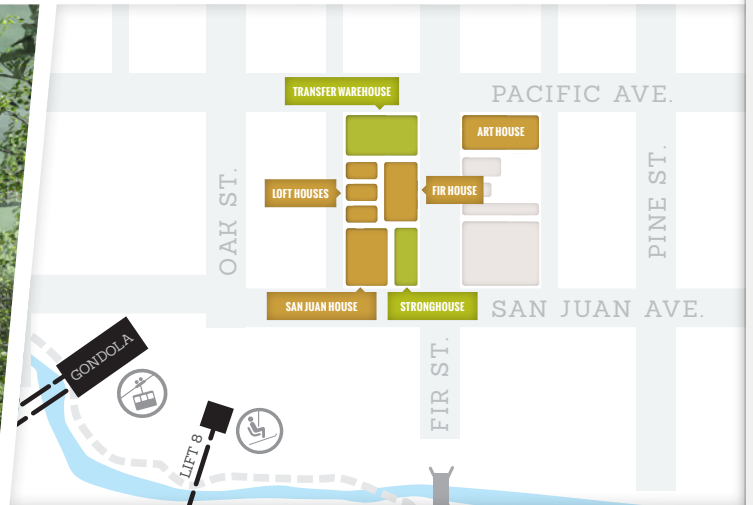 TRANSFER WAREHOUSE
PACIFIC AVE.
ART HOUSE
LOFT HOUSES
FIR HOUSE
OAK ST.
PINE ST.
SAN JUAN HOUSE
STRONGHOUSE
SAN JUAN AVE.
GONDOLA
FIR ST.
LIFT 8